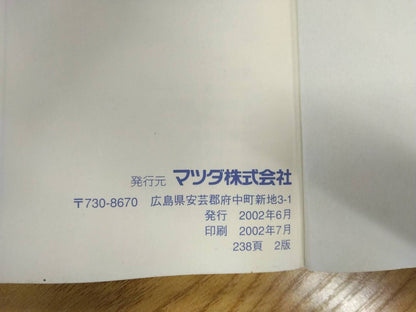 発行元 マツダ株式会社
〒730-8670 広島県安芸郡府中町新地3-1
発行 2002年6月
印刷 2002年7月
238頁 2版